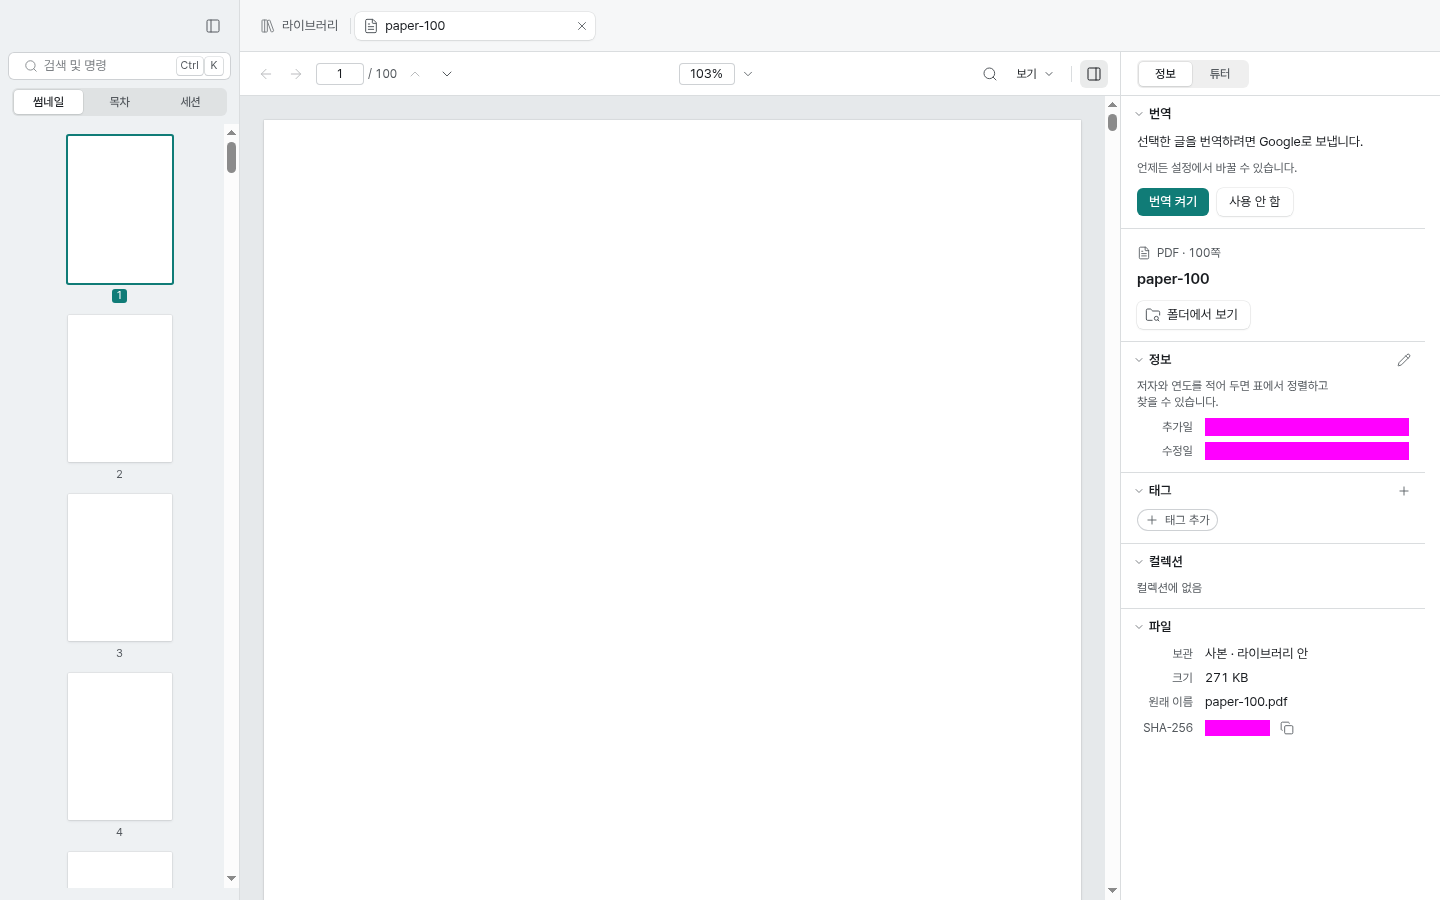 라이브러리
paper-100
검색 및 명령
Ctrl
K
썸네일
목차
세션
1
2
3
4
1
/ 100
103%
보기
정보
튜터
번역
선택한 글을 번역하려면 Google로 보냅니다.
언제든 설정에서 바꿀 수 있습니다.
번역 켜기
사용 안 함
PDF · 100쪽
paper-100
폴더에서 보기
정보
저자와 연도를 적어 두면 표에서 정렬하고
찾을 수 있습니다.
추가일
수정일
태그
태그 추가
컬렉션
컬렉션에 없음
파일
보관 사본 · 라이브러리 안
크기 271 KB
원래 이름 paper-100.pdf
SHA-256